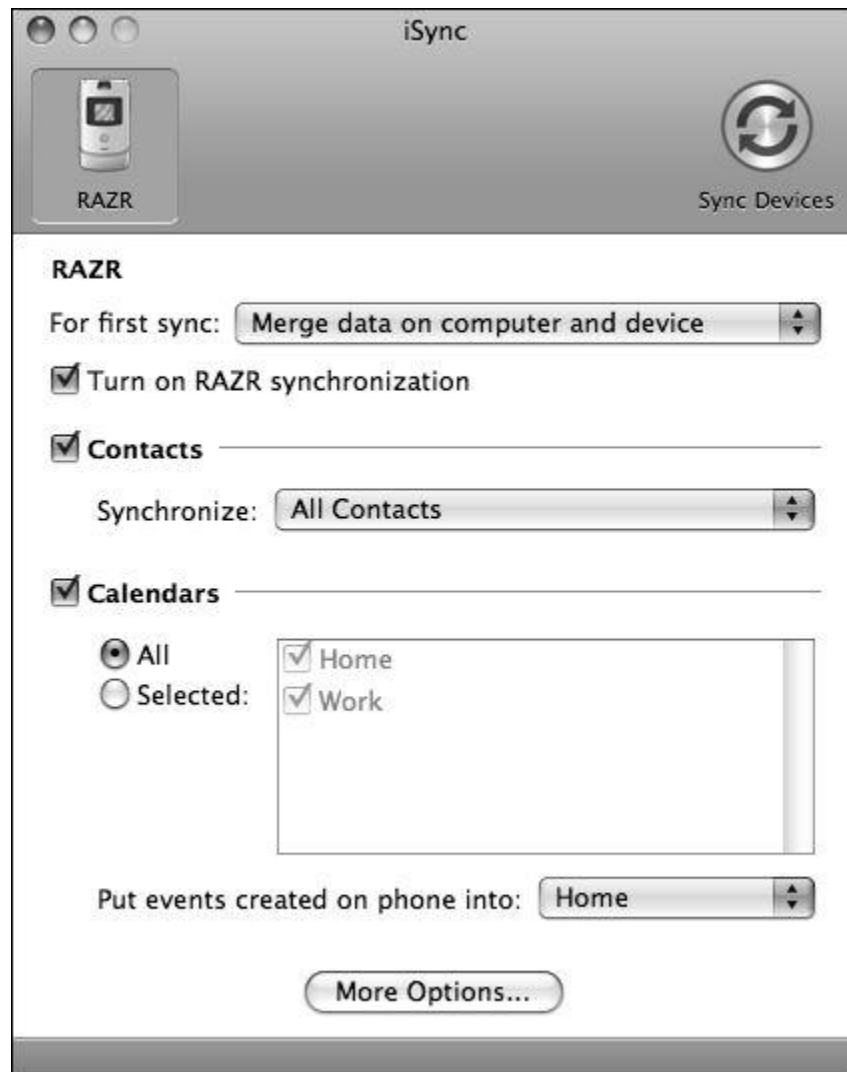 iSync
RAZR
Sync Devices
RAZR
For first sync: Merge data on computer and device
Turn on RAZR synchronization
Contacts
Synchronize: All Contacts
Calendars
All
Home
Selected:
Work
Put events created on phone into: Home
More Options...